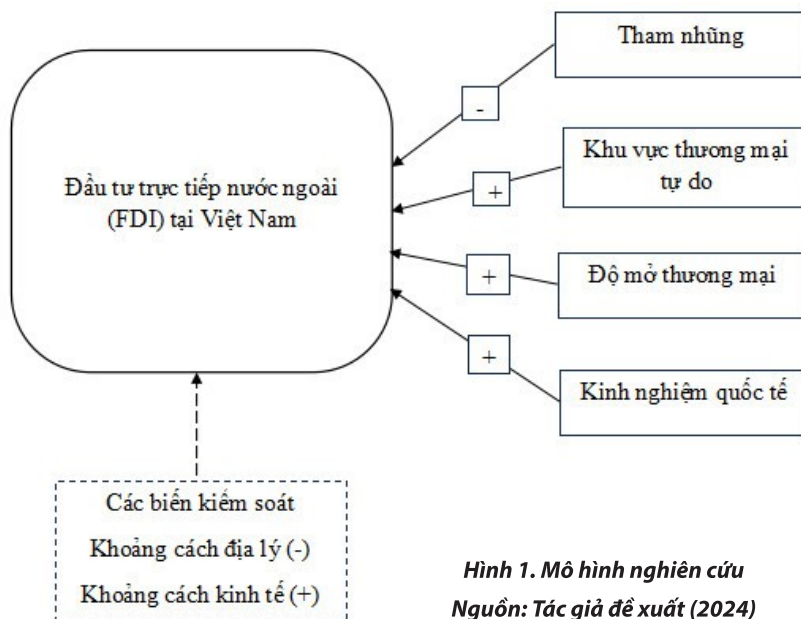 Tham nhũng
-
Khu vực thương mại
tự do
+
Đầu tư trực tiếp nước ngoài
(FDI) tại Việt Nam
Độ mở thương mại
+
Kinh nghiệm quốc tế
+
Các biến kiểm soát
Khoảng cách địa lý (-)
Khoảng cách kinh tế (+)
Hình 1. Mô hình nghiên cứu
Nguồn: Tác giả đề xuất (2024)